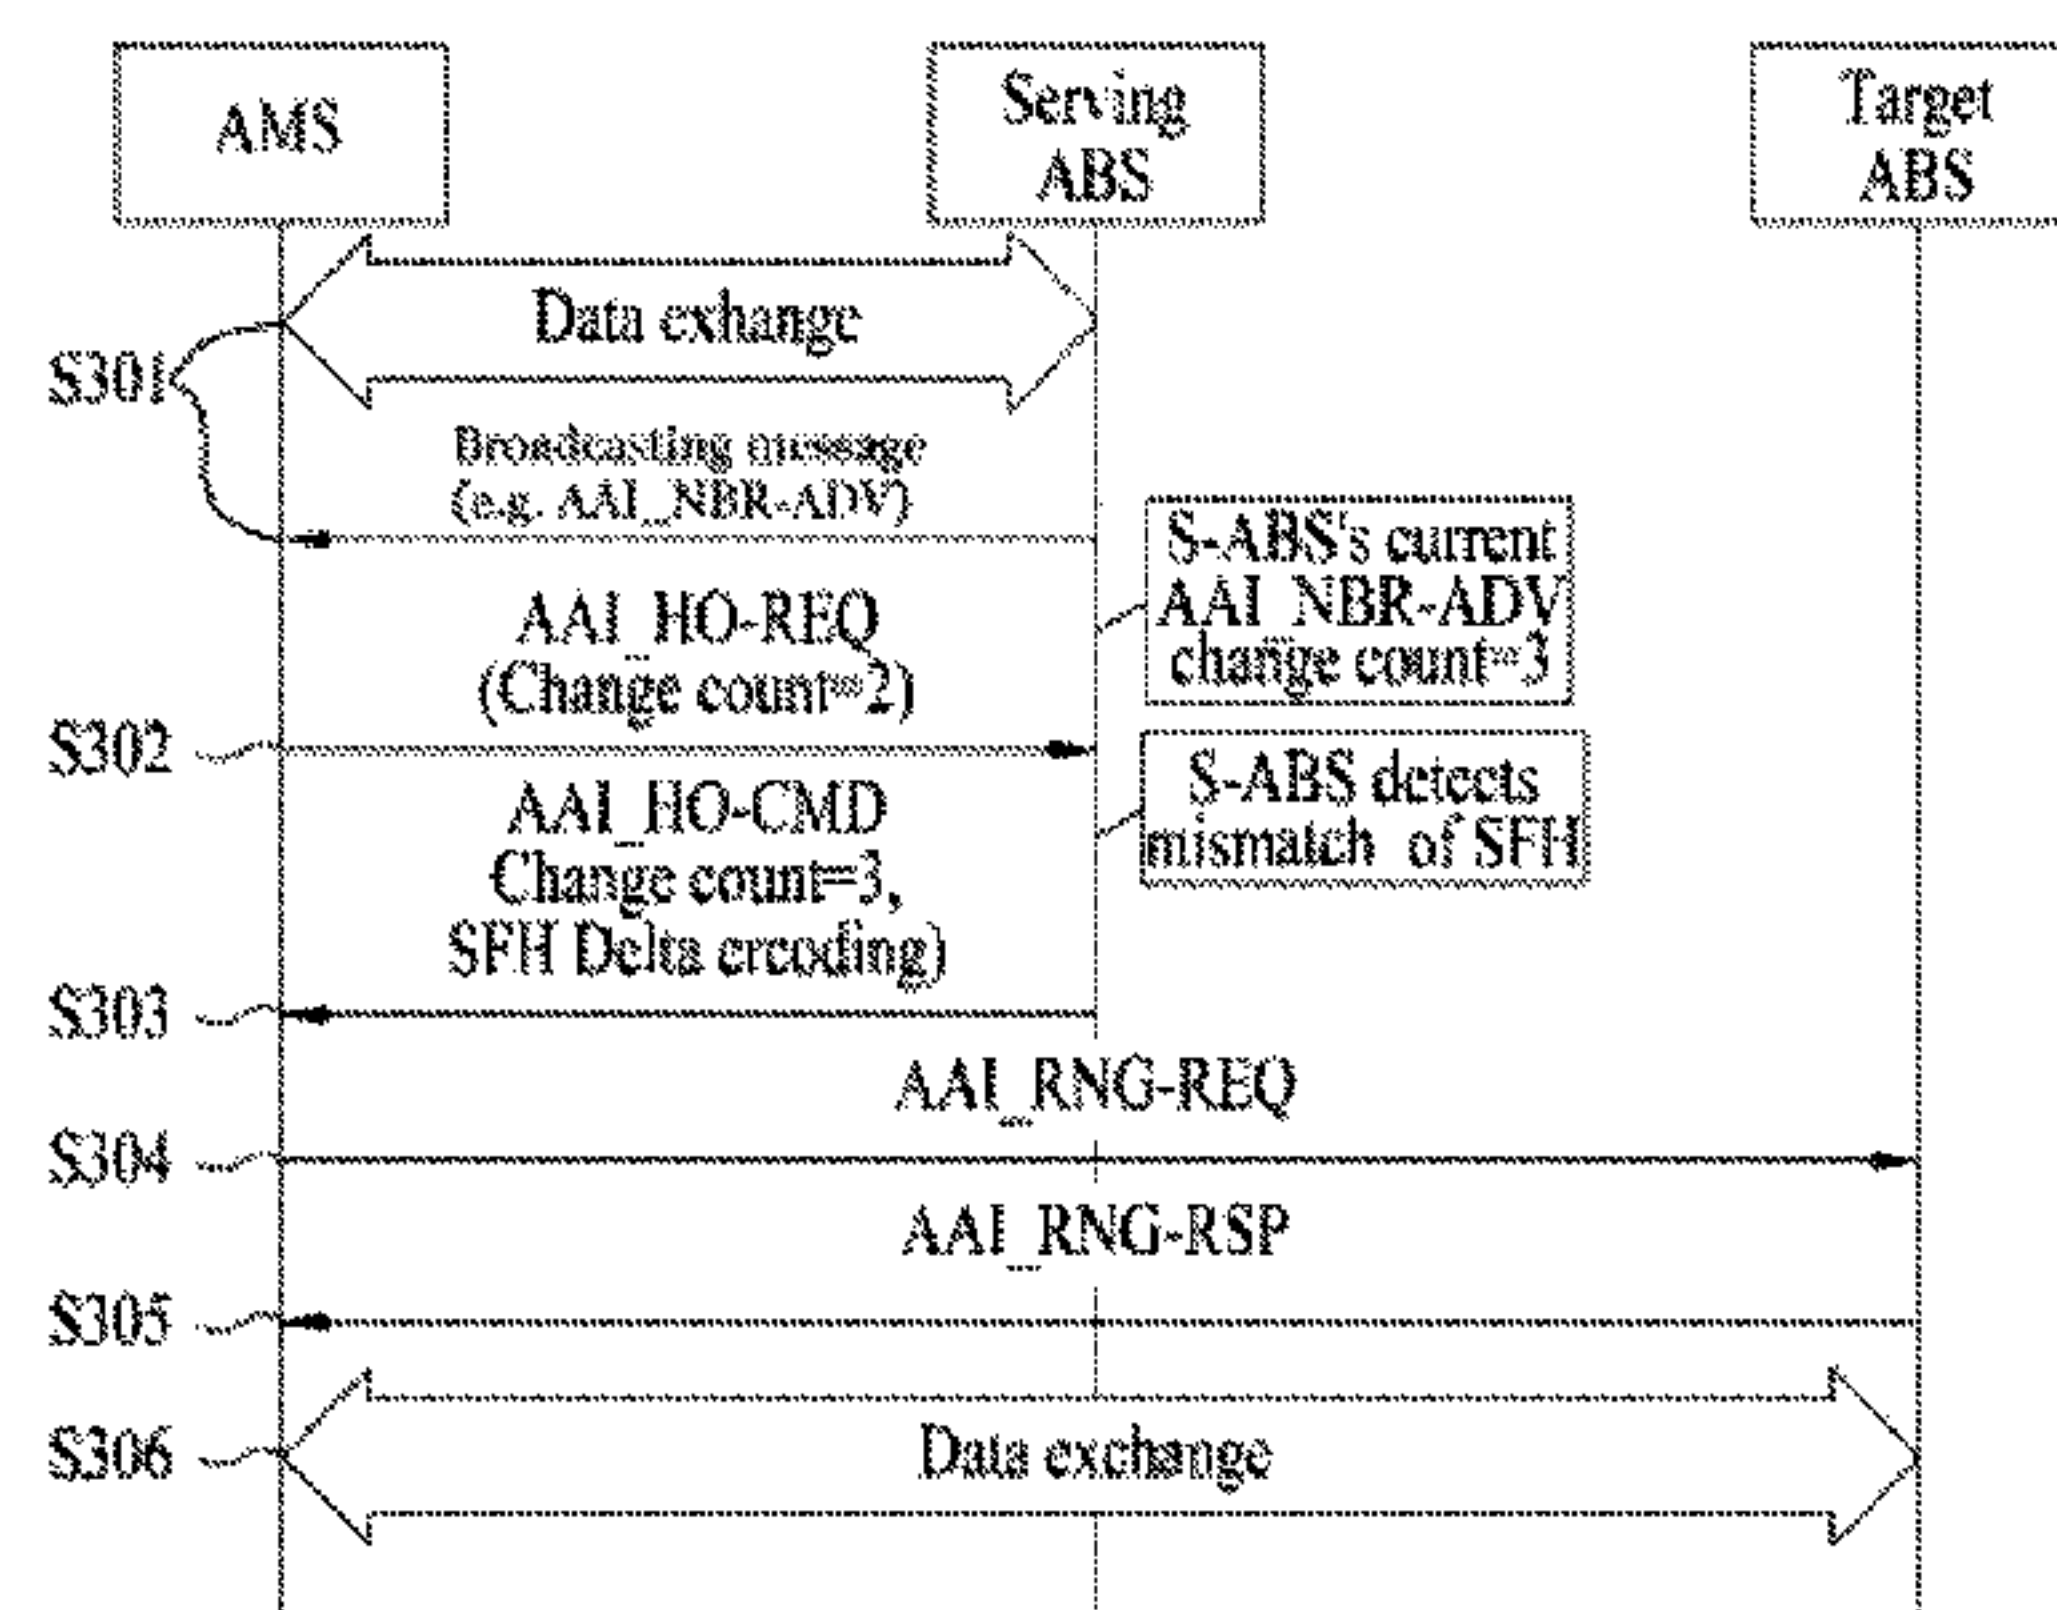 AMS
Serving
ABS
Target
ABS
Data exhange
S301
Broadcasting message
(e.g. AAI_NBR-ADV)
S-ABS's current
AAI_NBR-ADV
change count=3
AAI_HO-REQ
(Change count=2)
S302
S-ABS detects
mismatch of SFH
AAI_HO-CMD
Change count=3,
SFH Delta ercoding)
S303
AAI_RNG-REQ
S304
AAI_RNG-RSP
S305
S306
Data exchange